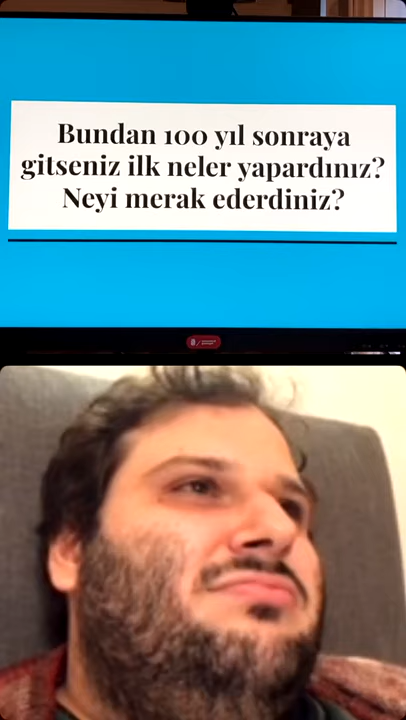 Bundan 100 yıl sonraya
gitseniz ilk neler yapardınız?
Neyi merak ederdiniz?